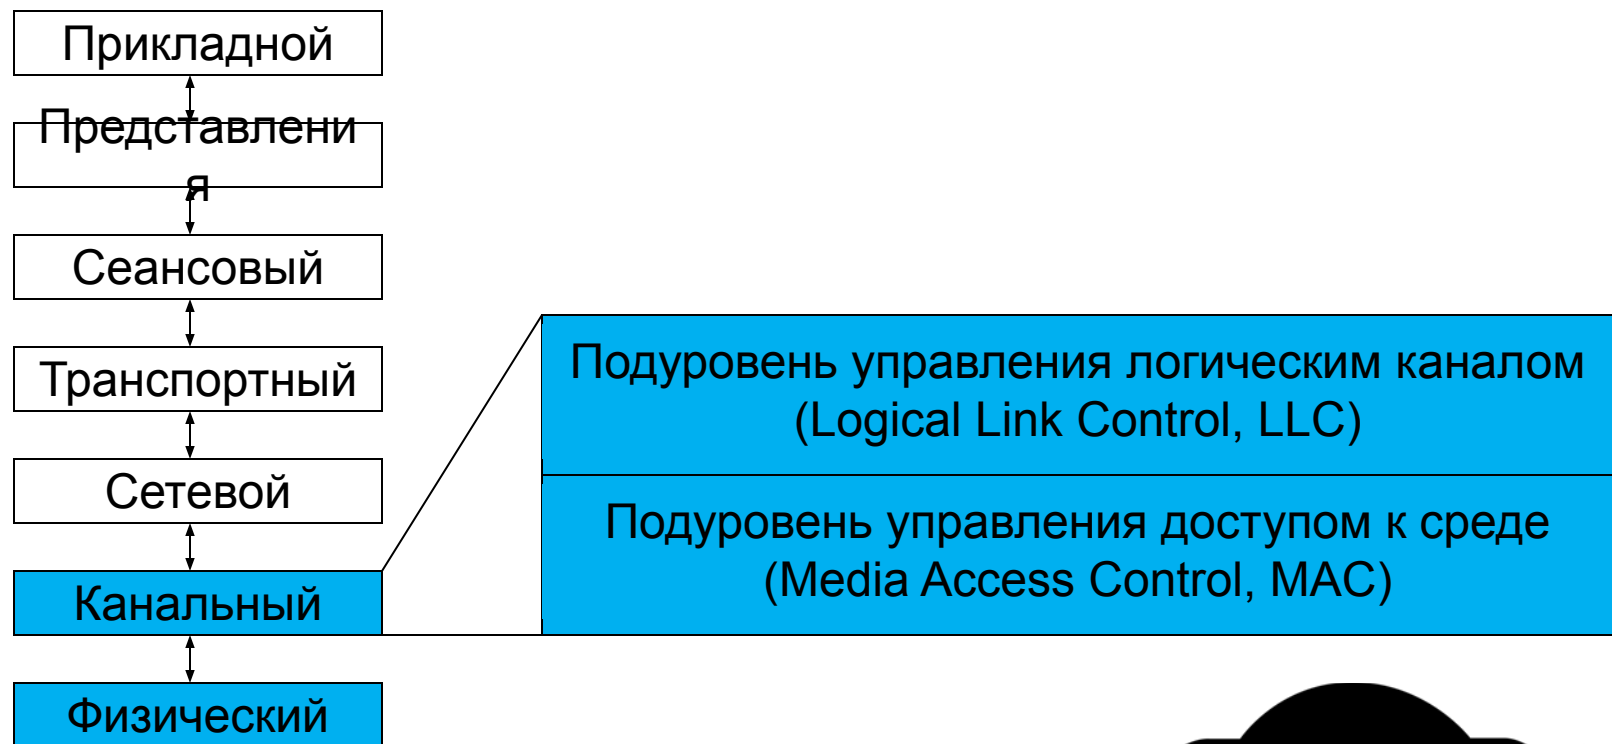 Прикладной
Представлени
я
Сеансовый
Транспортный
Сетевой
Канальный
Физический
Подуровень управления логическим каналом
(Logical Link Control, LLC)
Подуровень управления доступом к среде
(Media Access Control, MAC)